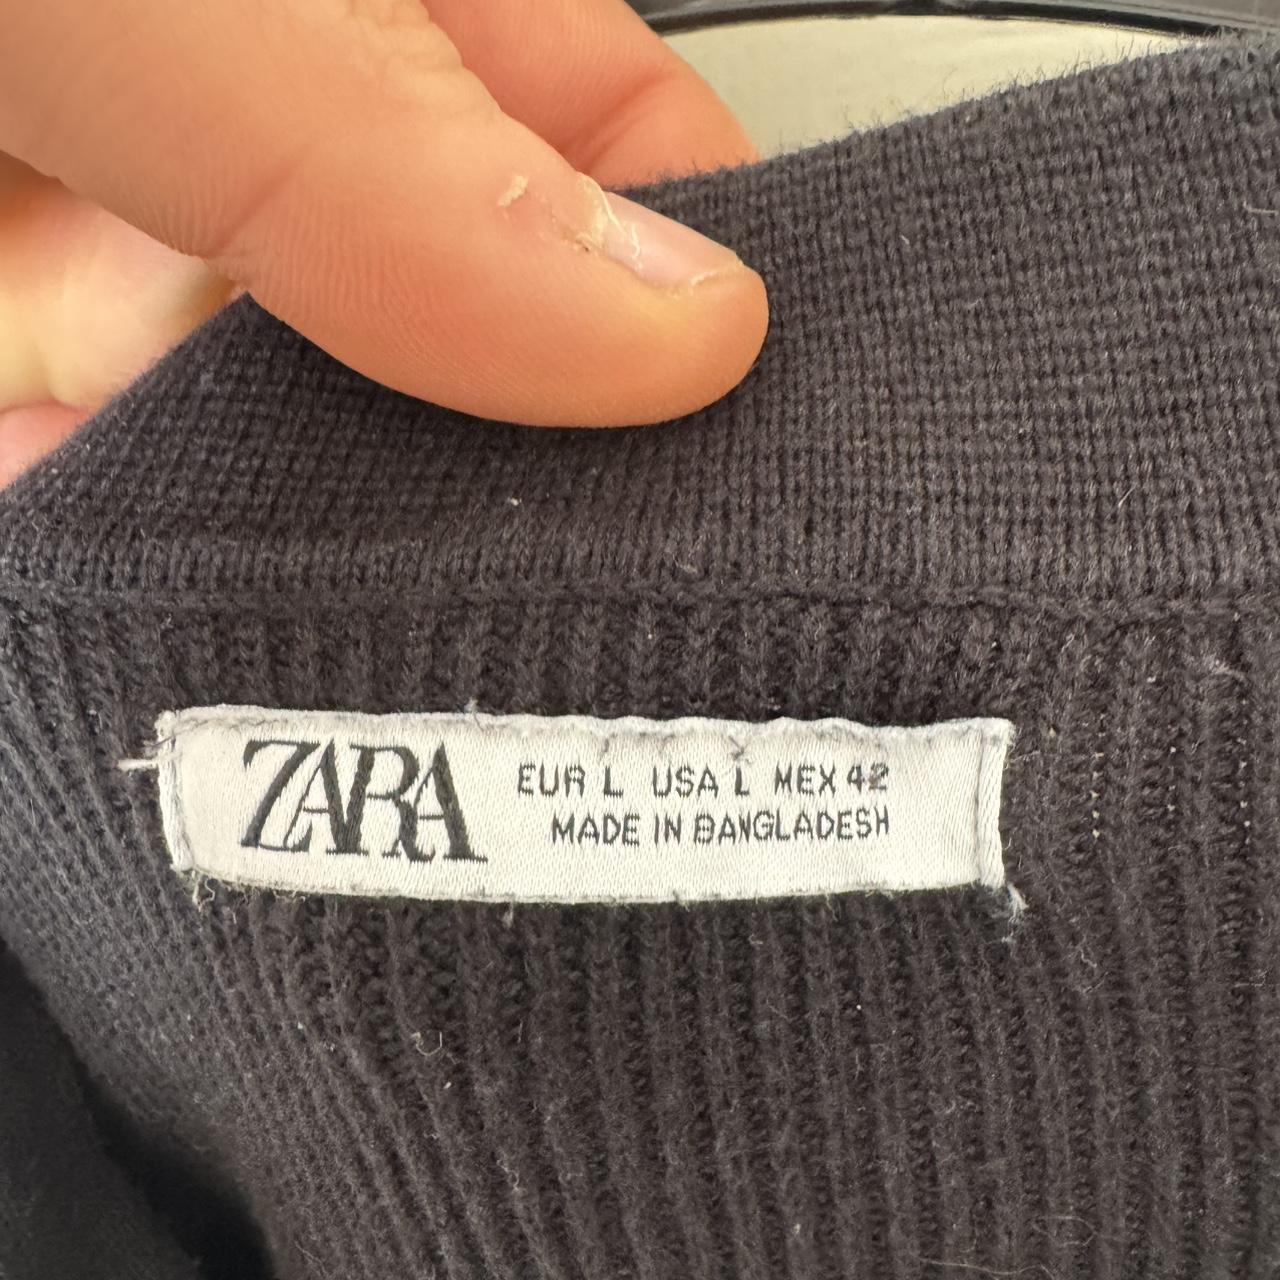 ZARA
EUR L USA L MEX 42
MADE IN BANGLADESH